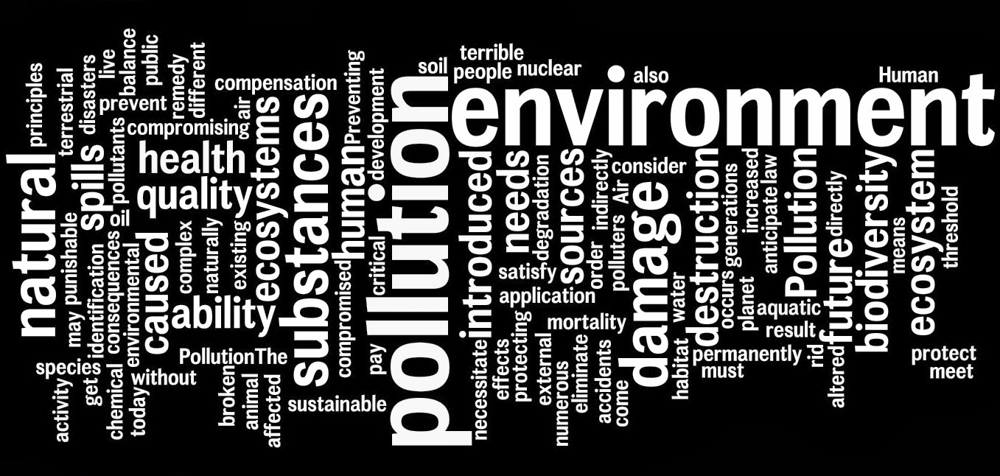 principles
terrestrial
disasters
live
balance
public
remedy
different
prevent
compensation
air
compromising
pollutants
natural
spills
health
quality
ecosystems
substances
Preventing
human
development
soil
terrible
people
nuclear
also
Human
pollution
environment
oil
punishable
may
identification
consequences
environmental
caused
complex
naturally
existing
ability
compromised
critical
pay
introduced
needs
degradation
sources
indirectly
Air
consider
satisfy
order
polluters
application
mortality
damage
water
destruction
generations
increased
law
anticipate
Pollution
directly
occurs
planet
aquatic
result
future
biodiversity
means
ecosystem
threshold
species
activity
get
chemical
today
without
PollutionThe
broken
animal
affected
sustainable
necessitate
effects
protecting
external
numerous
eliminate
accidents
come
habitat
permanently
must
rid
altered
protect
meet